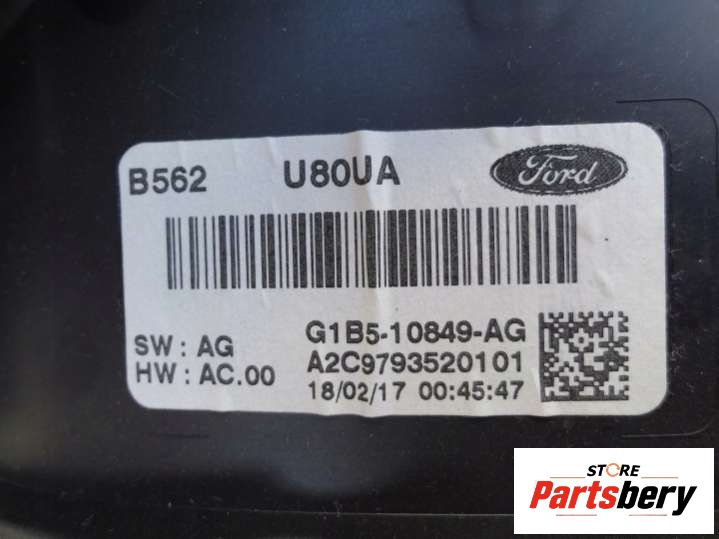 B562 U80UA Ford
SW : AG G1B5-10849-AG
HW : AC.00 A2C9793520101
18/02/17 00:45:47
STORE
Partsbery